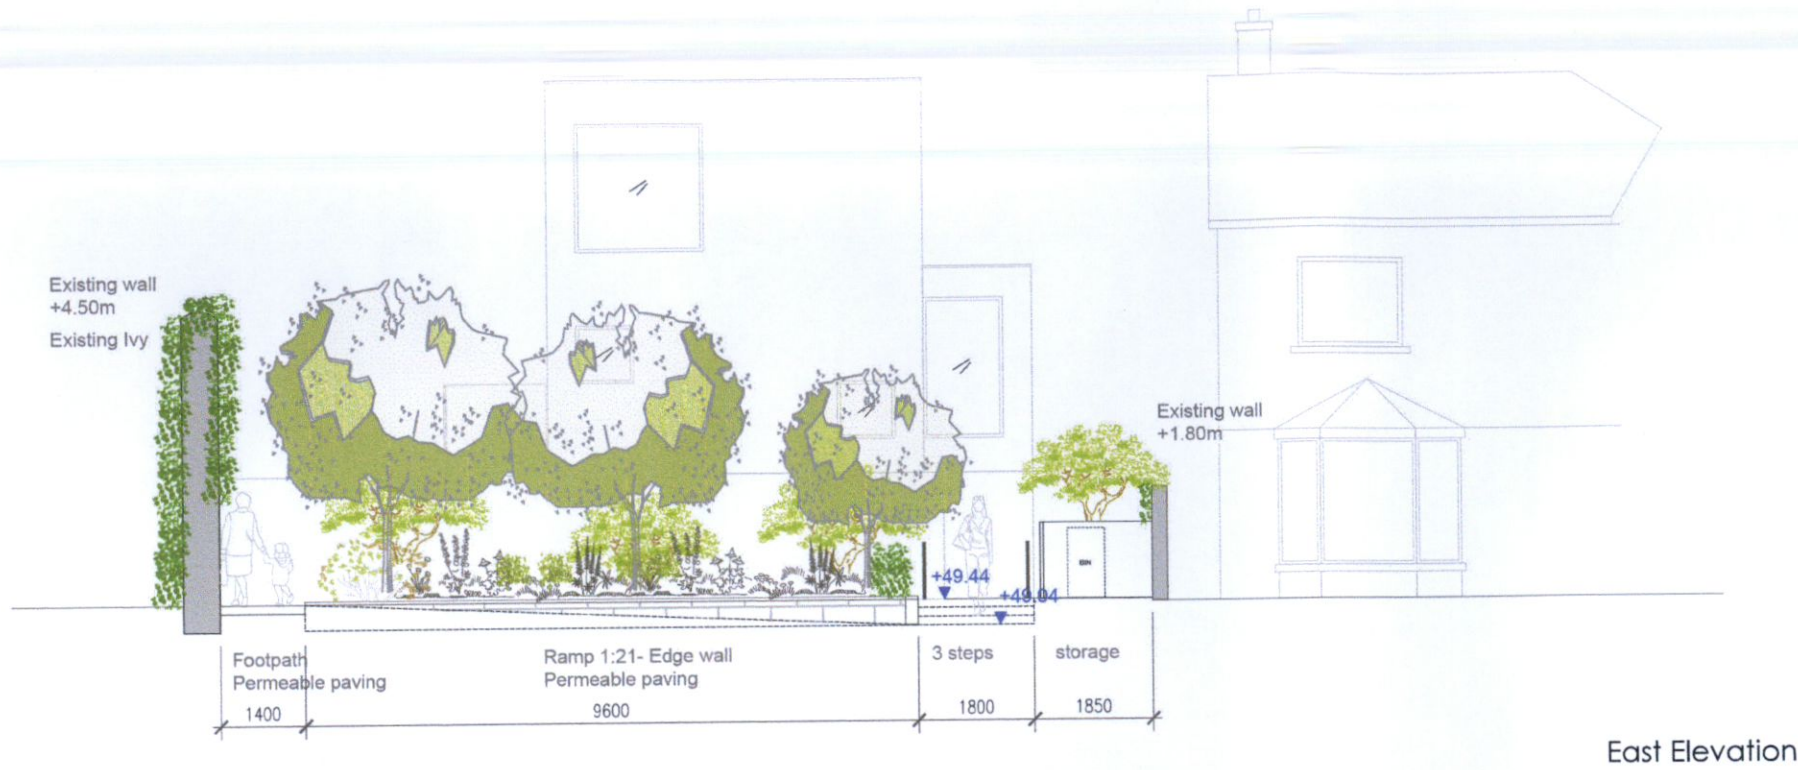 Existing wall
+4.50m
Existing Ivy
Existing wall
+1.80m
+49.44
+49.04
BIN
Footpath
Permeable paving
Ramp 1:21- Edge wall
Permeable paving
3 steps
storage
1400
9600
1800
1850
East Elevation